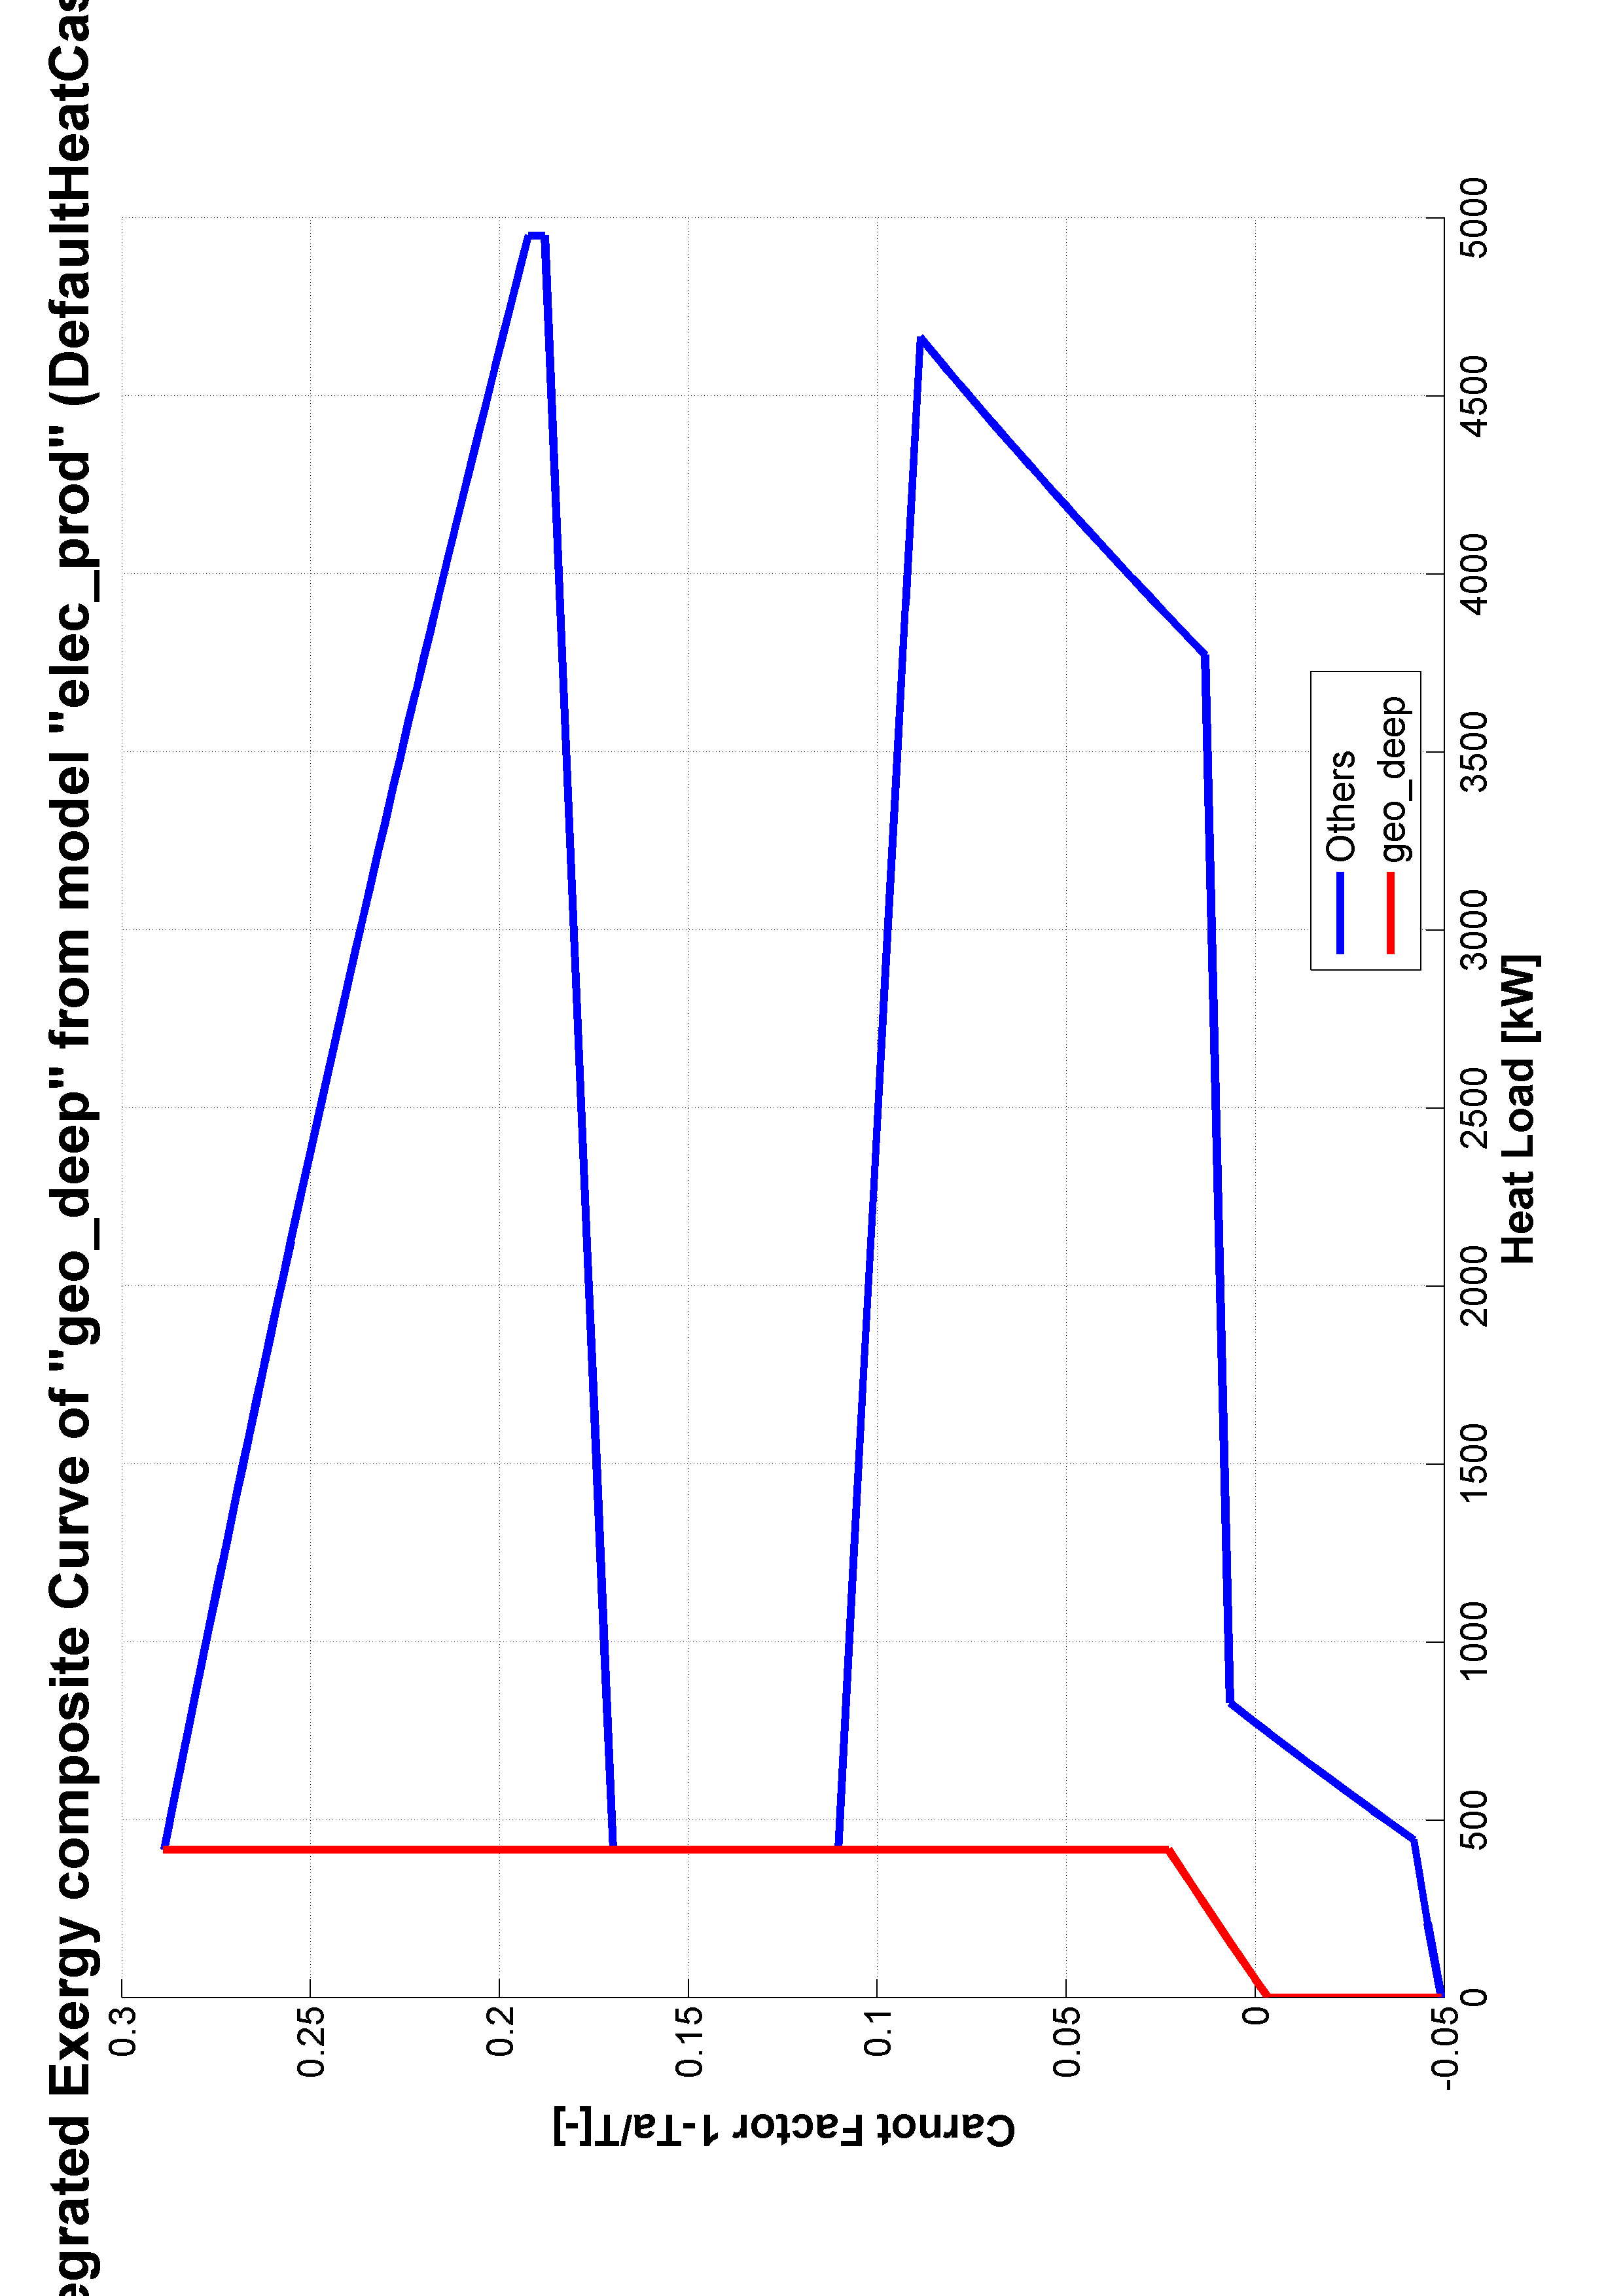 egrated Exergy composite Curve of "geo_deep" from model "elec_prod" (DefaultHeatCas
0.3
0.25
0.2
0.15
0.1
0.05
0
-0.05
Carnot Factor 1-Ta/T[-]
Others
geo_deep
0 500 1000 1500 2000 2500 3000 3500 4000 4500 5000
Heat Load [kW]